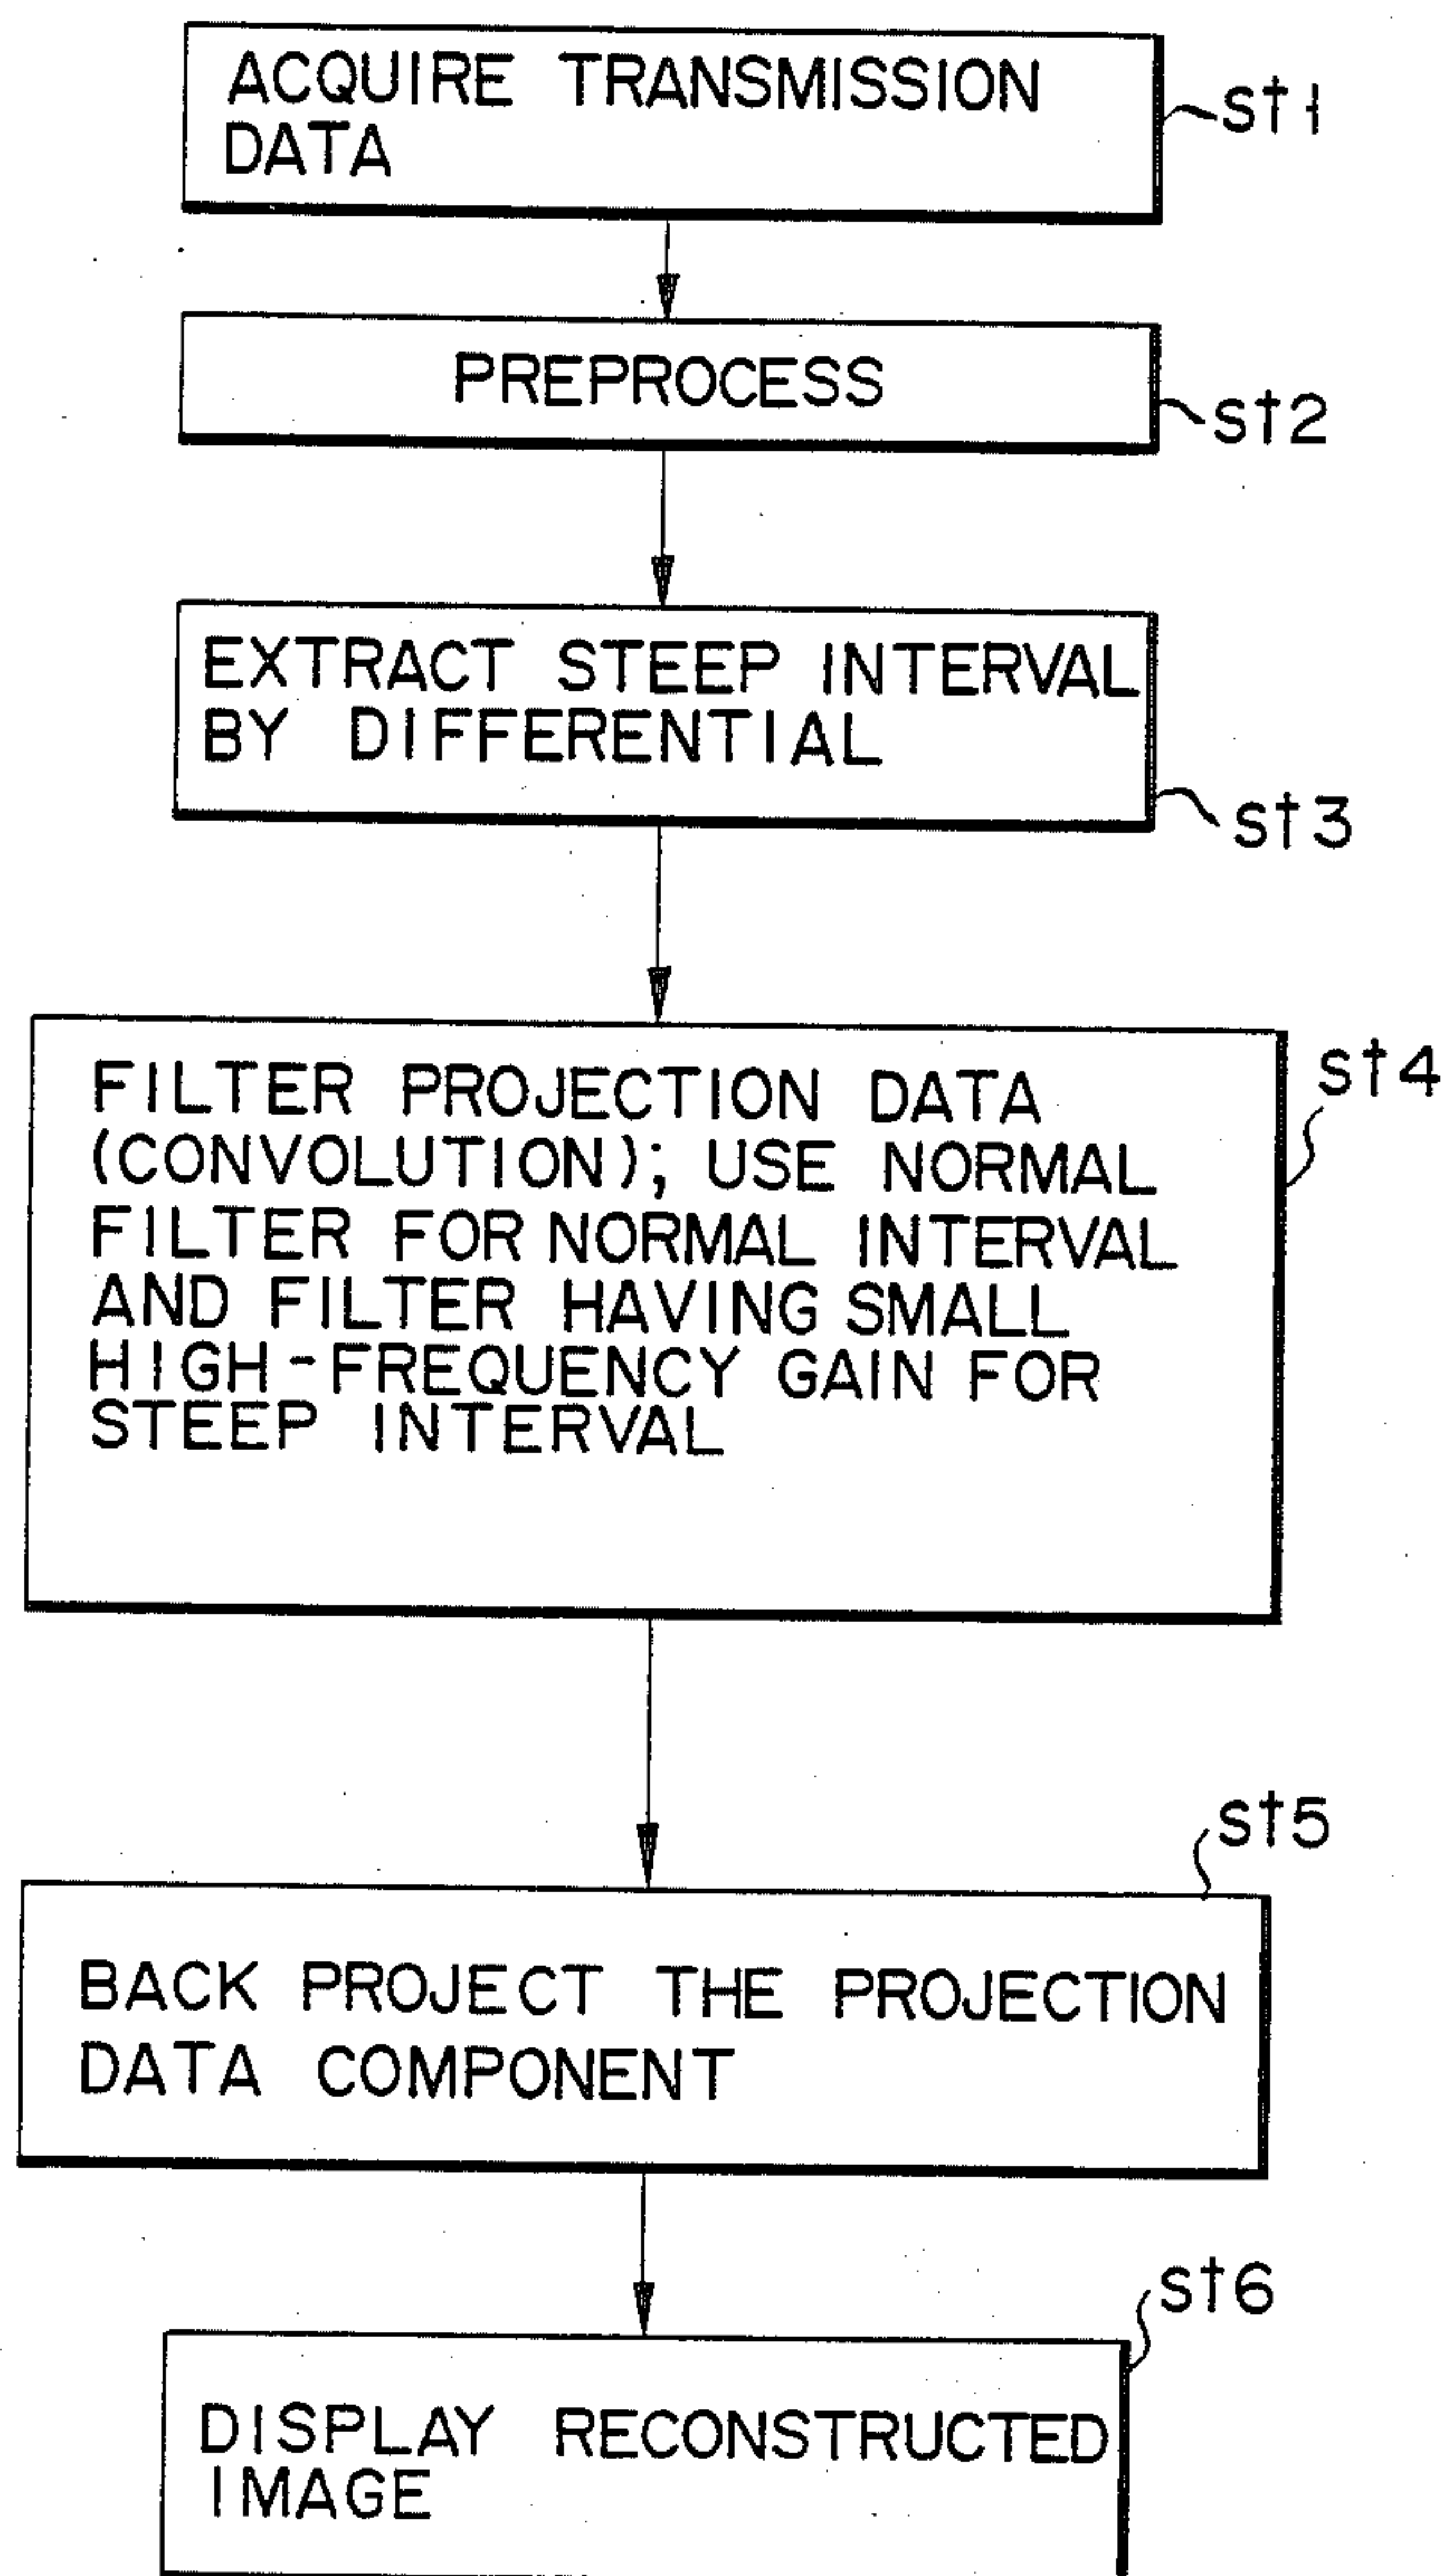 ACQUIRE TRANSMISSION
DATA
st1
PREPROCESS
st2
EXTRACT STEEP INTERVAL
BY DIFFERENTIAL
st3
FILTER PROJECTION DATA
(CONVOLUTION); USE NORMAL
FILTER FOR NORMAL INTERVAL
AND FILTER HAVING SMALL
HIGH-FREQUENCY GAIN FOR
STEEP INTERVAL
st4
BACK PROJECT THE PROJECTION
DATA COMPONENT
st5
DISPLAY RECONSTRUCTED
IMAGE
st6